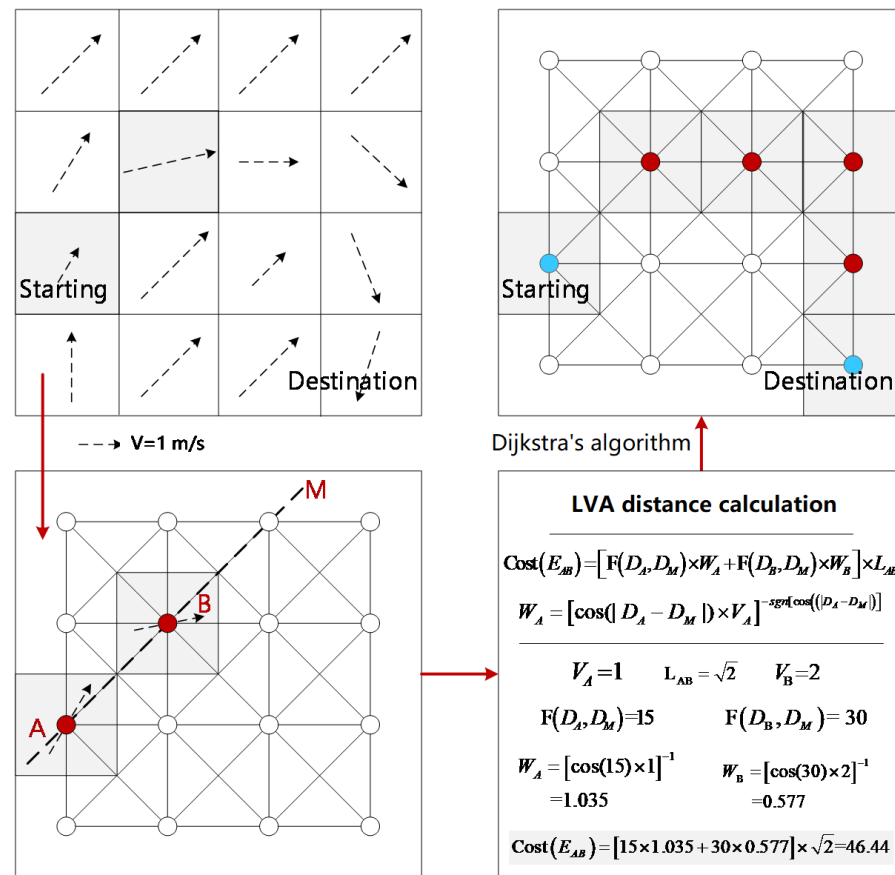 Starting
Destination
V=1 m/s
M
B
A
Starting
Destination
Dijkstra's algorithm
LVA distance calculation
Cost(E_AB)=[F(D_A,D_M)×W_A+F(D_B,D_M)×W_B]×L_AB
W_A=[cos(|D_A−D_M|)×V_A]^{-sgn[cos((|D_A−D_M|)]}
V_A=1 L_AB=√2 V_B=2
F(D_A,D_M)=15 F(D_B,D_M)=30
W_A=[cos(15)×1]^{-1} W_B=[cos(30)×2]^{-1}
=1.035 =0.577
Cost(E_AB)=[15×1.035+30×0.577]×√2=46.44